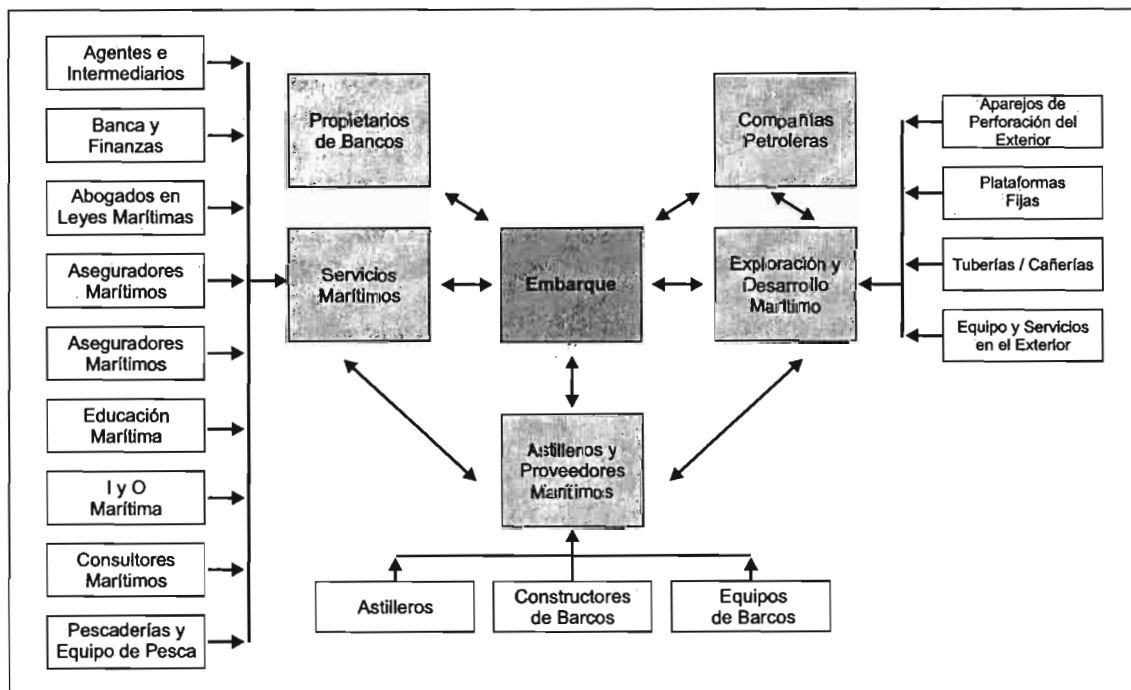 Agentes e
Intermediarios
Banca y
Finanzas
Abogados en
Leyes Marítimas
Aseguradores
Marítimos
Aseguradores
Marítimos
Educación
Marítima
I y O
Marítima
Consultores
Marítimos
Pescaderías y
Equipo de Pesca
Propietarios
de Bancos
Servicios
Marítimos
Embarque
Compañías
Petroleras
Exploración y
Desarrollo
Marítimo
Aparejos de
Perforación del
Exterior
Plataformas
Fijas
Tuberías / Cañerías
Equipo y Servicios
en el Exterior
Astilleros y
Proveedores
Marítimos
Astilleros
Constructores
de Barcos
Equipos
de Barcos